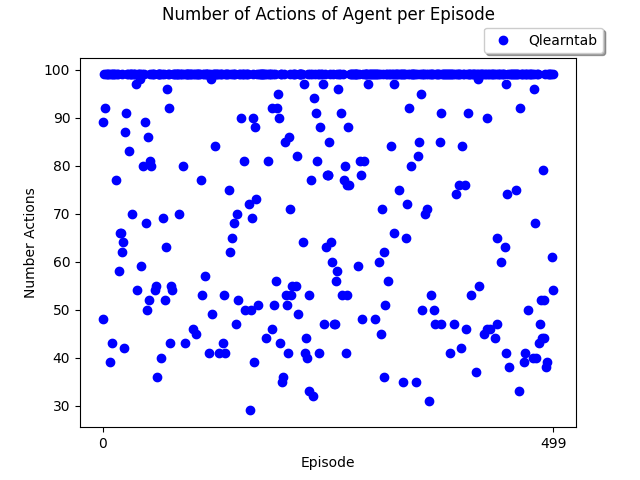 Number of Actions of Agent per Episode
Qlearntab
100
90
80
70
60
50
40
30
Number Actions
0
499
Episode